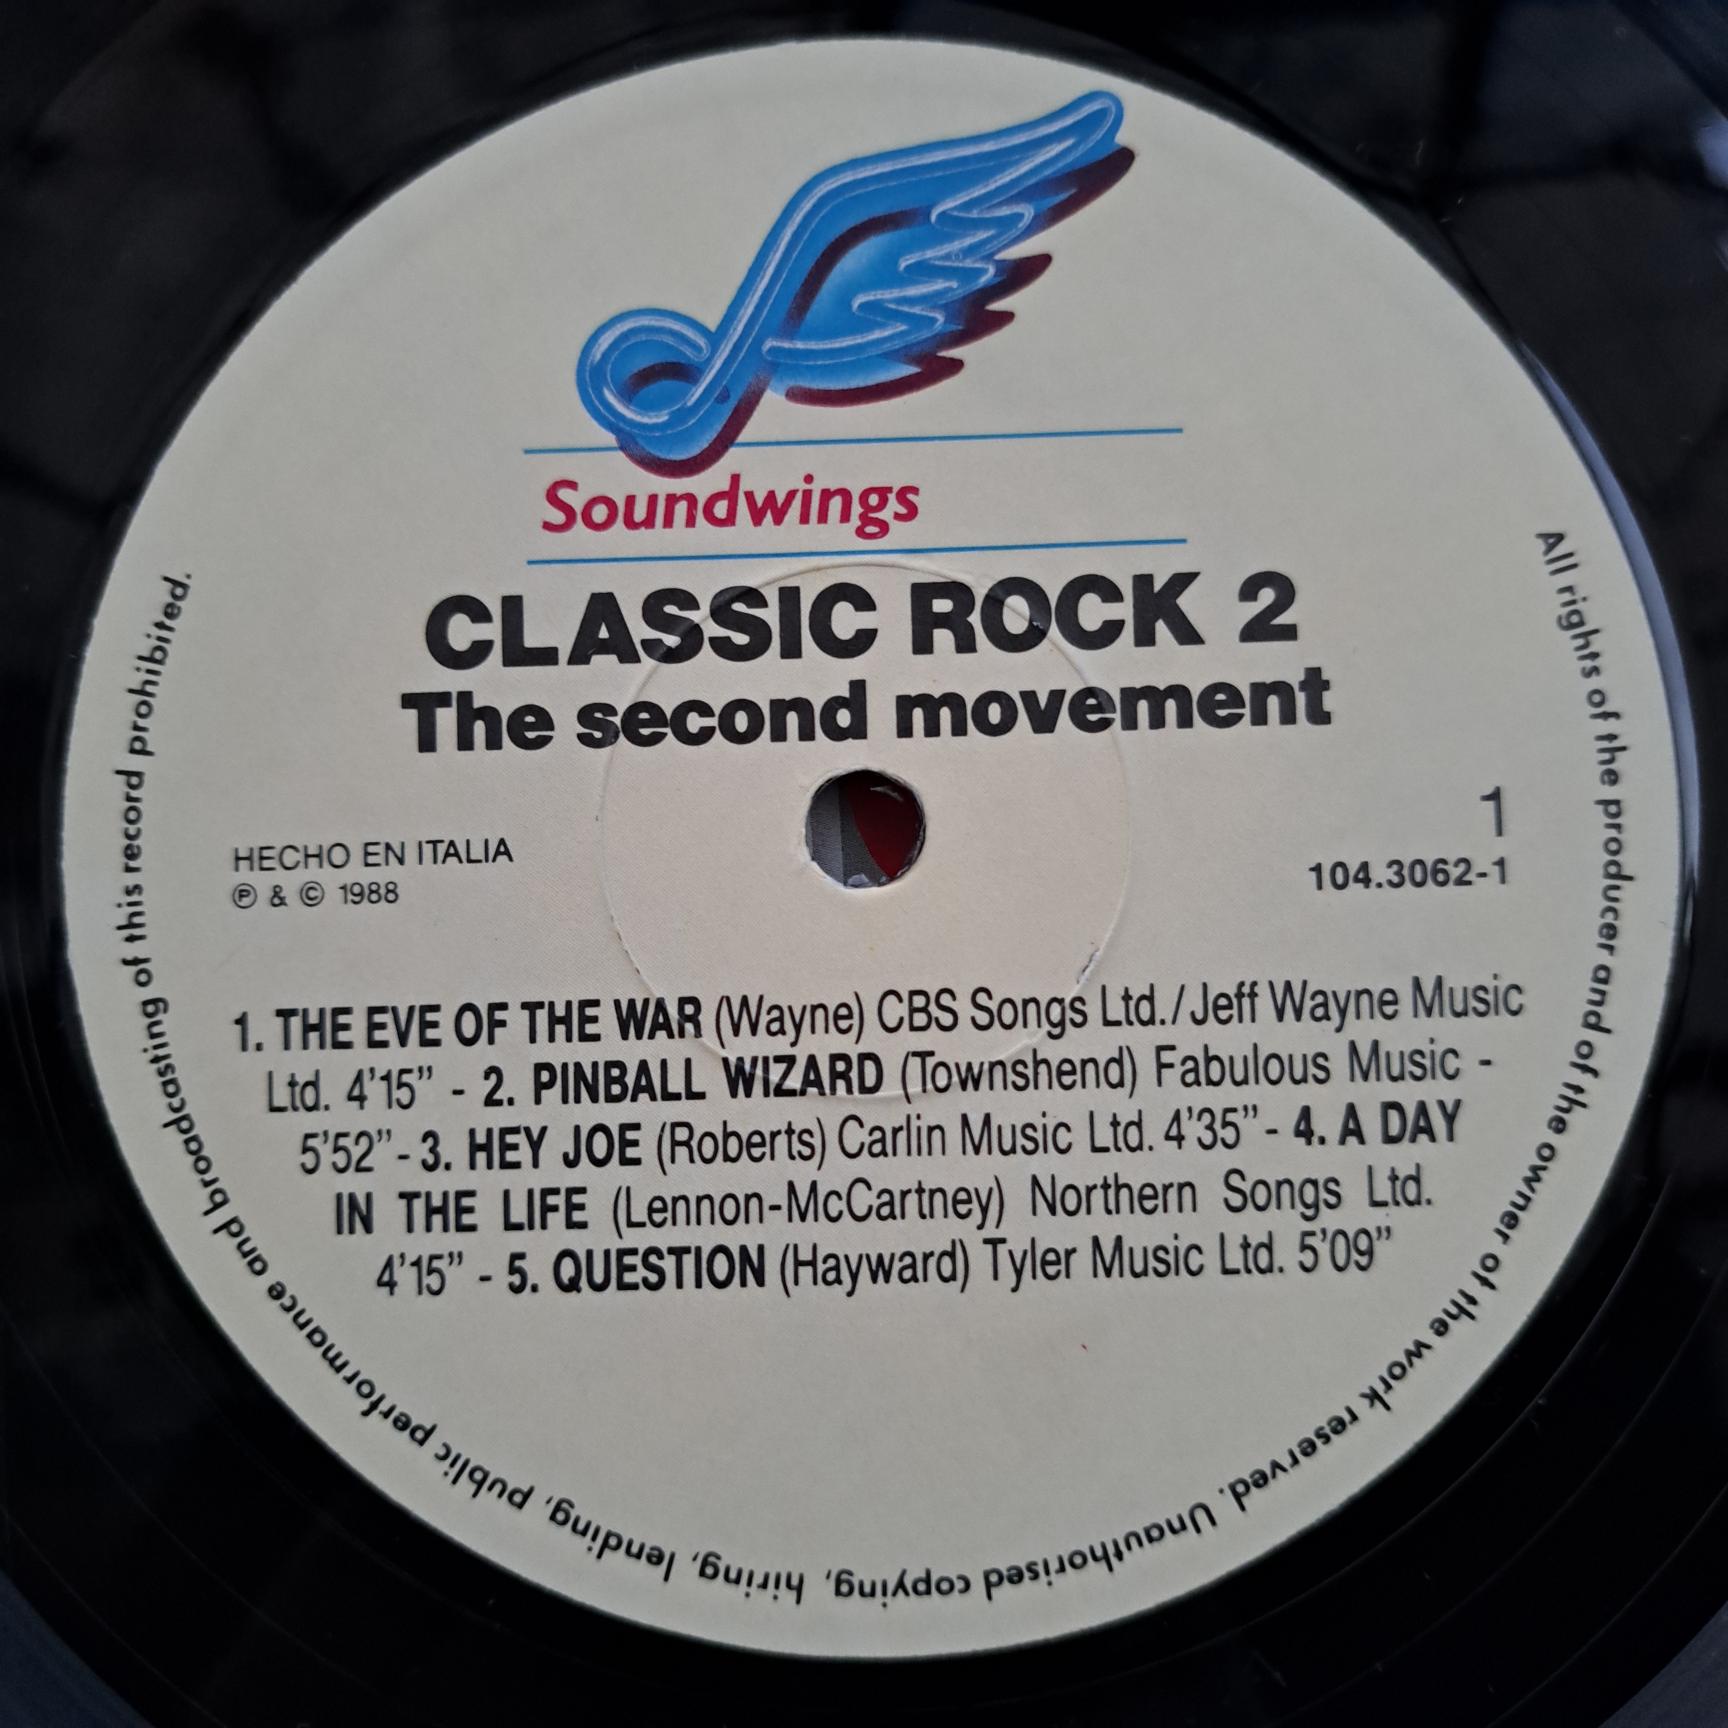 Soundwings
CLASSIC ROCK 2
The second movement
HECHO EN ITALIA
℗ & © 1988
1
104.3062-1
1. THE EVE OF THE WAR (Wayne) CBS Songs Ltd./Jeff Wayne Music
Ltd. 4'15” - 2. PINBALL WIZARD (Townshend) Fabulous Music -
5'52”- 3. HEY JOE (Roberts) Carlin Music Ltd. 4'35”- 4. A DAY
IN THE LIFE (Lennon-McCartney) Northern Songs Ltd.
4'15” - 5. QUESTION (Hayward) Tyler Music Ltd. 5'09”
All rights of the producer and of the owner of the work reserved. Unauthorised copying, hiring, lending, public performance and broadcasting of this record prohibited.